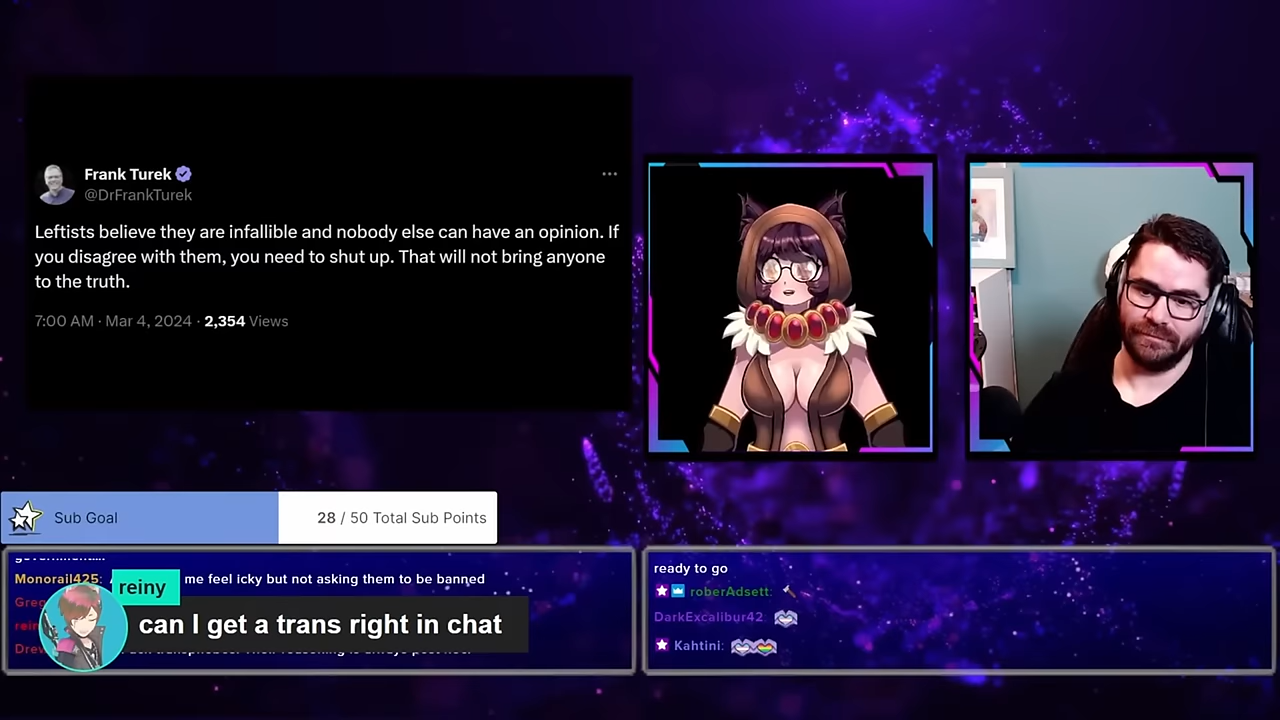 Frank Turek
@DrFrankTurek
Leftists believe they are infallible and nobody else can have an opinion. If
you disagree with them, you need to shut up. That will not bring anyone
to the truth.
7:00 AM · Mar 4, 2024 · 2,354 Views
Sub Goal
28 / 50 Total Sub Points
Monorail425: me feel icky but not asking them to be banned
reiny
can I get a trans right in chat
ready to go
roberAdsett:
DarkExcalibur42:
Kahtini: